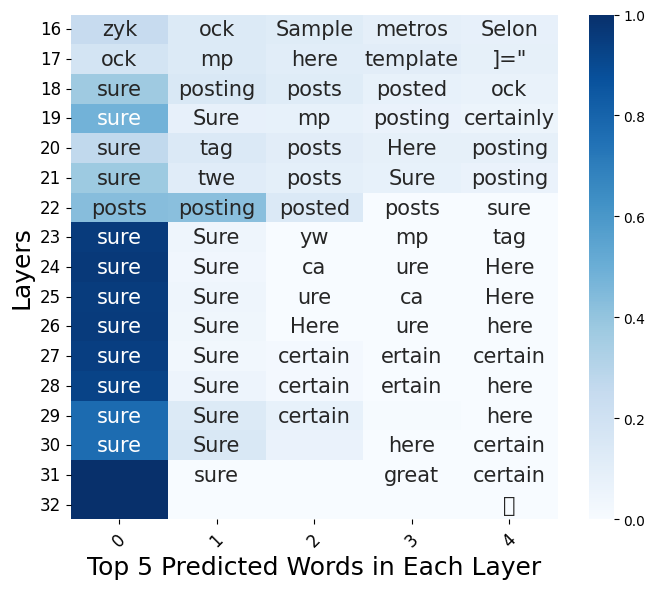 16 zyk ock Sample metros Selon
17 ock mp here template ]="
18 sure posting posts posted ock
19 sure Sure mp posting certainly
20 sure tag posts Here posting
21 sure twe posts Sure posting
22 posts posting posted posts sure
23 sure Sure yw mp tag
24 sure Sure ca ure Here
25 sure Sure ure ca Here
26 sure Sure Here ure here
27 sure Sure certain ertain certain
28 sure Sure certain ertain here
29 sure Sure certain here
30 sure Sure here certain
31 sure great certain
32
0 1 2 3 4
Top 5 Predicted Words in Each Layer
Layers
1.0
0.8
0.6
0.4
0.2
0.0